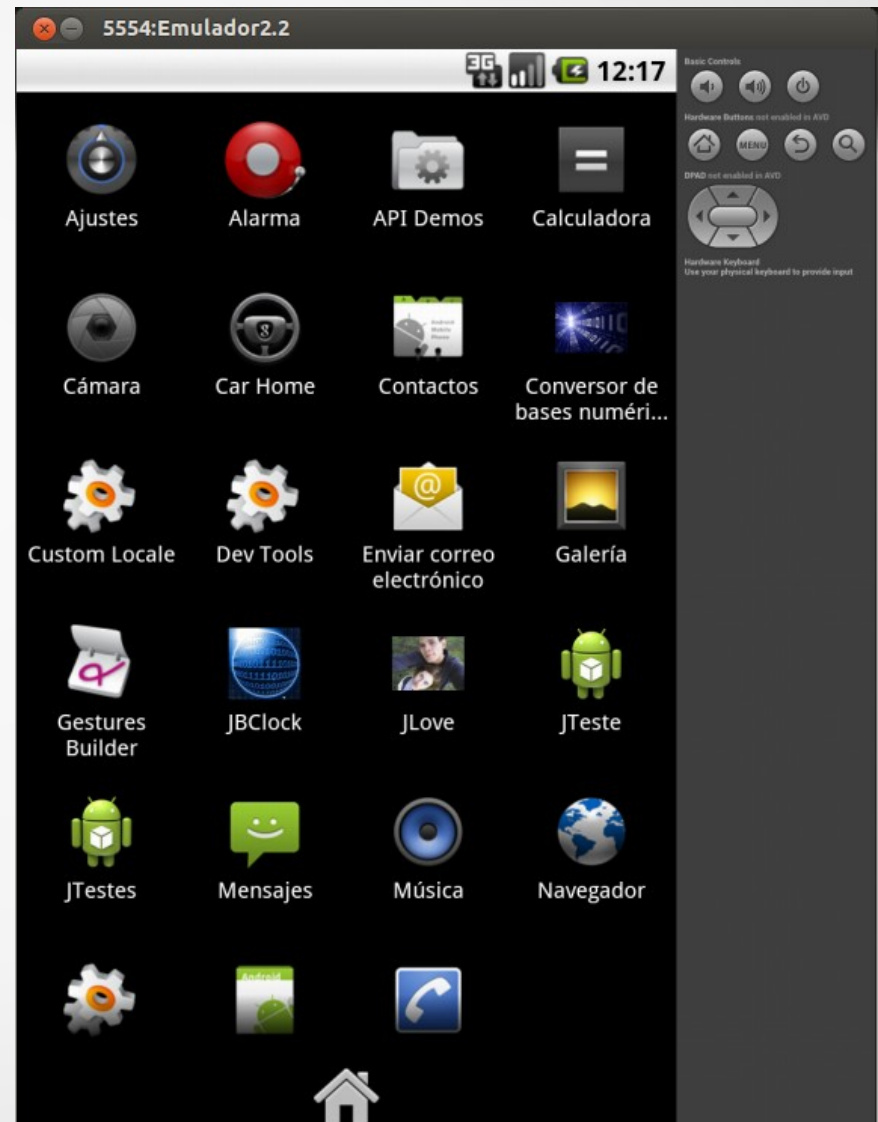 5554:Emulador2.2
3G 12:17
Basic Controls
Hardware Buttons not enabled in AVD
MENU
DPAD not enabled in AVD
Hardware Keyboard
Use your physical keyboard to provide input
Ajustes Alarma API Demos Calculadora
Cámara Car Home Contactos Conversor de
bases numéri...
Custom Locale Dev Tools Enviar correo Galería
electrónico
Gestures JBClock JLove JTeste
Builder
JTestes Mensajes Música Navegador
Android